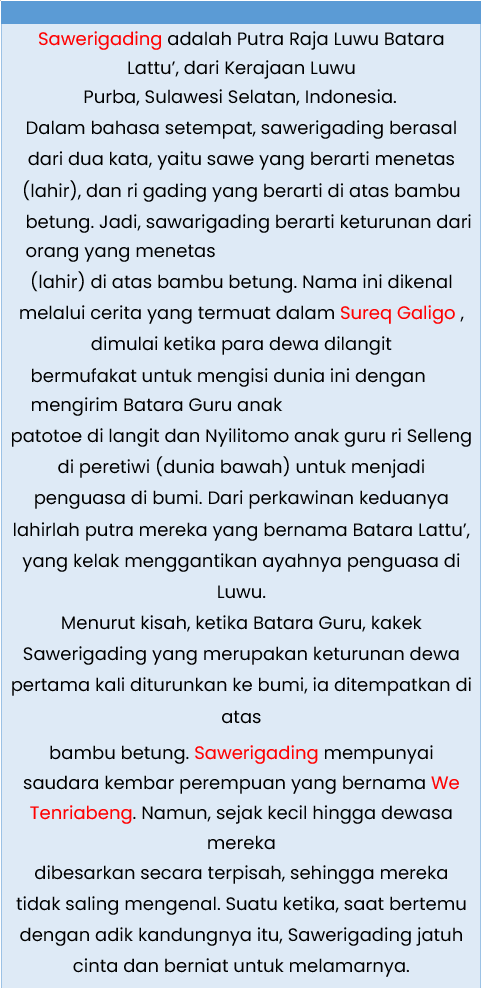 Sawerigading adalah Putra Raja Luwu Batara
Lattu’, dari Kerajaan Luwu
Purba, Sulawesi Selatan, Indonesia.
Dalam bahasa setempat, sawerigading berasal
dari dua kata, yaitu sawe yang berarti menetas
(lahir), dan ri gading yang berarti di atas bambu
betung. Jadi, sawarigading berarti keturunan dari
orang yang menetas
(lahir) di atas bambu betung. Nama ini dikenal
melalui cerita yang termuat dalam Sureq Galigo ,
dimulai ketika para dewa dilangit
bermufakat untuk mengisi dunia ini dengan
mengirim Batara Guru anak
patotoe di langit dan Nyilitomo anak guru ri Selleng
di peretiwi (dunia bawah) untuk menjadi
penguasa di bumi. Dari perkawinan keduanya
lahirlah putra mereka yang bernama Batara Lattu’,
yang kelak menggantikan ayahnya penguasa di
Luwu.
Menurut kisah, ketika Batara Guru, kakek
Sawerigading yang merupakan keturunan dewa
pertama kali diturunkan ke bumi, ia ditempatkan di
atas
bambu betung. Sawerigading mempunyai
saudara kembar perempuan yang bernama We
Tenriabeng. Namun, sejak kecil hingga dewasa
mereka
dibesarkan secara terpisah, sehingga mereka
tidak saling mengenal. Suatu ketika, saat bertemu
dengan adik kandungnya itu, Sawerigading jatuh
cinta dan berniat untuk melamarnya.